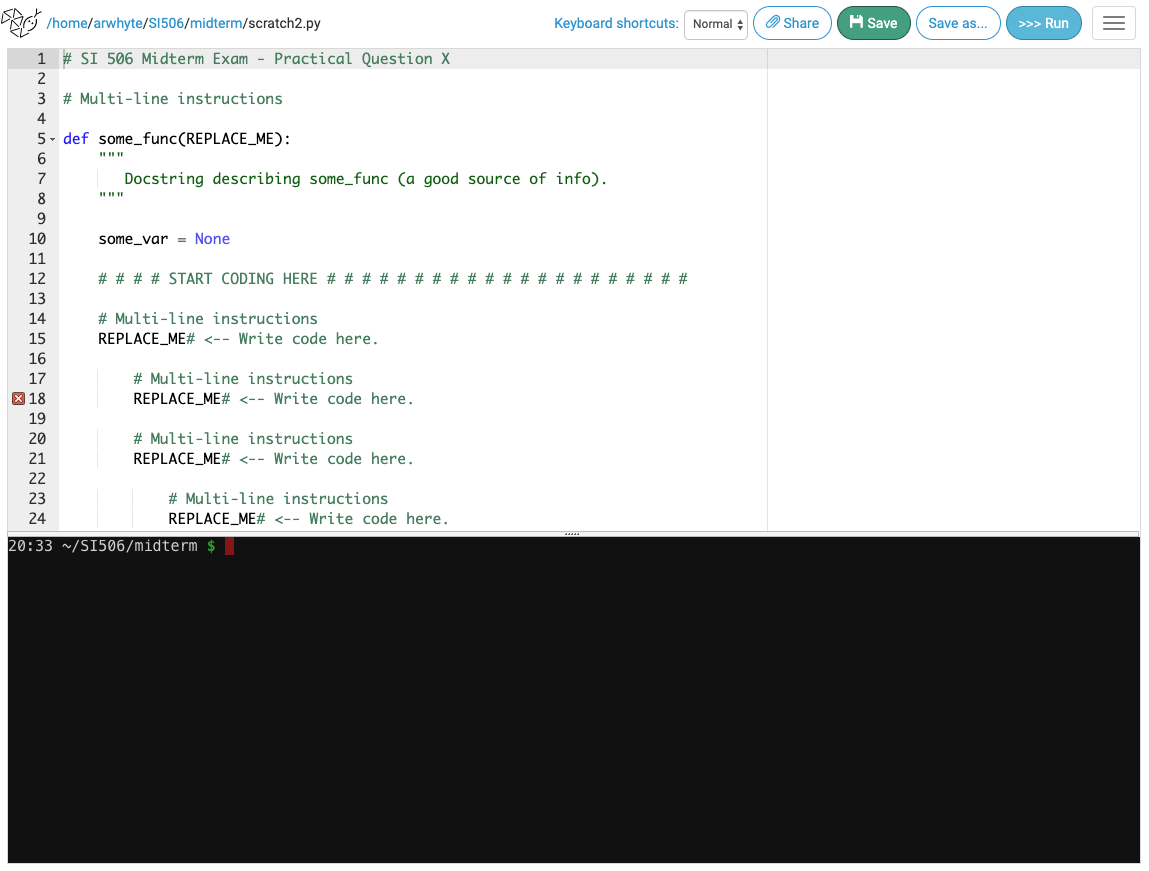 /home/arwhyte/SI506/midterm/scratch2.py Keyboard shortcuts: Normal Share Save Save as... >>> Run
1 # SI 506 Midterm Exam - Practical Question X
2
3 # Multi-line instructions
4
5 def some_func(REPLACE_ME):
6 """
7 Docstring describing some_func (a good source of info).
8 """
9
10 some_var = None
11
12 # # # # START CODING HERE # # # # # # # # # # # # # # # # # # # # #
13
14 # Multi-line instructions
15 REPLACE_ME# <-- Write code here.
16
17 # Multi-line instructions
18 REPLACE_ME# <-- Write code here.
19
20 # Multi-line instructions
21 REPLACE_ME# <-- Write code here.
22
23 # Multi-line instructions
24 REPLACE_ME# <-- Write code here.
20:33 ~/SI506/midterm $